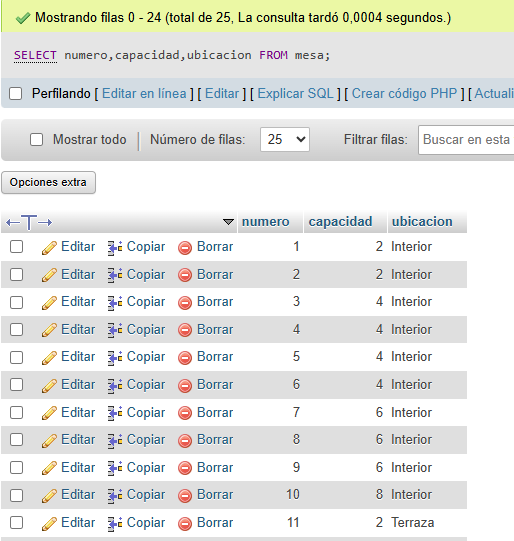 Mostrando filas 0 - 24 (total de 25, La consulta tardó 0,0004 segundos.)
SELECT numero,capacidad,ubicacion FROM mesa;
Perfilando [ Editar en línea ] [ Editar ] [ Explicar SQL ] [ Crear código PHP ] [ Actuali
Mostrar todo Número de filas: 25 Filtrar filas: Buscar en esta
Opciones extra
←T→ numero capacidad ubicacion
Editar Copiar Borrar 1 2 Interior
Editar Copiar Borrar 2 2 Interior
Editar Copiar Borrar 3 4 Interior
Editar Copiar Borrar 4 4 Interior
Editar Copiar Borrar 5 4 Interior
Editar Copiar Borrar 6 4 Interior
Editar Copiar Borrar 7 6 Interior
Editar Copiar Borrar 8 6 Interior
Editar Copiar Borrar 9 6 Interior
Editar Copiar Borrar 10 8 Interior
Editar Copiar Borrar 11 2 Terraza